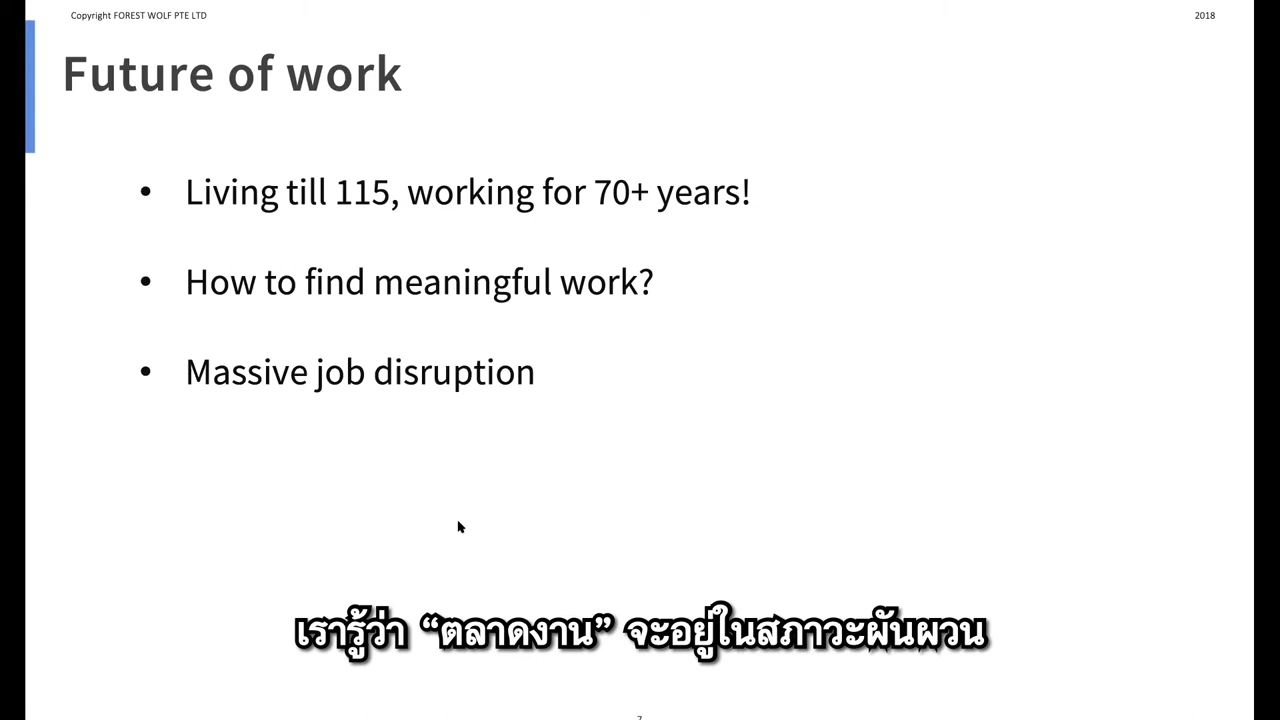 Copyright FOREST WOLF PTE LTD
2018
Future of work
• Living till 115, working for 70+ years!
• How to find meaningful work?
• Massive job disruption
เรารู้ว่า “ตลาดงาน” จะอยู่ในสภาวะผันผวน